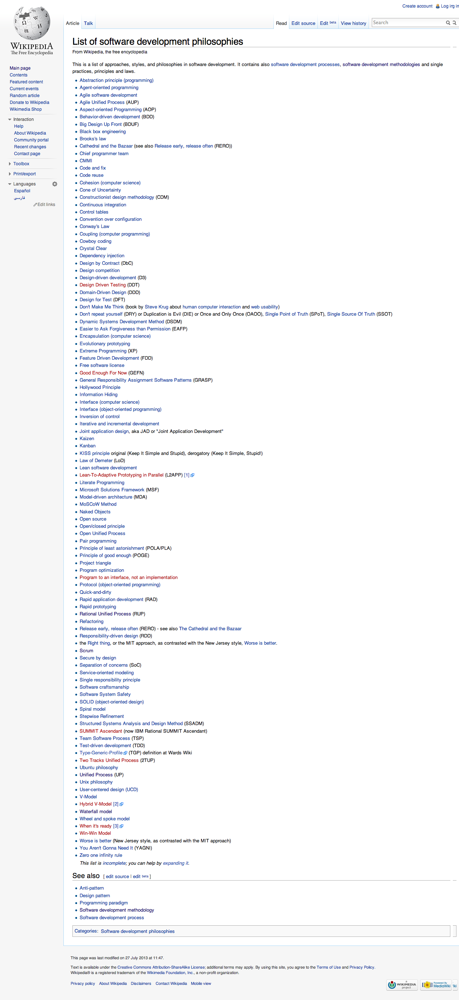 Create account Log in g in
WIKIPEDIA
The Free Encyclopedia
Article Talk Read Edit source Edit beta View history Search
List of software development philosophies
From Wikipedia, the free encyclopedia
This is a list of approaches, styles, and philosophies in software development. It contains also software development processes, software development methodologies and single
practices, principles and laws.
Main page
Contents
Featured content
Current events
Random article
Donate to Wikipedia
Wikimedia Shop
Interaction
Help
About Wikipedia
Community portal
Recent changes
Contact page
Toolbox
Print/export
Languages
Español
فارسی
Edit links
Abstraction principle (programming)
Agent-oriented programming
Agile software development
Agile Unified Process (AUP)
Aspect-oriented Programming (AOP)
Behavior-driven development (BDD)
Big Design Up Front (BDUF)
Black box engineering
Brooks's law
Cathedral and the Bazaar (see also Release early, release often (RERO))
Chief programmer team
CMMI
Code and fix
Code reuse
Cohesion (computer science)
Cone of Uncertainty
Constructionist design methodology (CDM)
Continuous integration
Control tables
Convention over configuration
Conway's Law
Coupling (computer programming)
Cowboy coding
Crystal Clear
Dependency injection
Design by Contract (DbC)
Design competition
Design-driven development (D3)
Design Driven Testing (DDT)
Domain-Driven Design (DDD)
Design for Test (DFT)
Don't Make Me Think (book by Steve Krug about human computer interaction and web usability)
Don't repeat yourself (DRY) or Duplication is Evil (DIE) or Once and Only Once (OAOO), Single Point of Truth (SPoT), Single Source Of Truth (SSOT)
Dynamic Systems Development Method (DSDM)
Easier to Ask Forgiveness than Permission (EAFP)
Encapsulation (computer science)
Evolutionary prototyping
Extreme Programming (XP)
Feature Driven Development (FDD)
Free software license
Good Enough For Now (GEFN)
General Responsibility Assignment Software Patterns (GRASP)
Hollywood Principle
Information Hiding
Interface (computer science)
Interface (object-oriented programming)
Inversion of control
Iterative and incremental development
Joint application design, aka JAD or "Joint Application Development"
Kaizen
Kanban
KISS principle original (Keep It Simple and Stupid), derogatory (Keep It Simple, Stupid!)
Law of Demeter (LoD)
Lean software development
Lean-To-Adaptive Prototyping in Parallel (L2APP) [1]
Literate Programming
Microsoft Solutions Framework (MSF)
Model-driven architecture (MDA)
MoSCoW Method
Naked Objects
Open source
Open/closed principle
Open Unified Process
Pair programming
Principle of least astonishment (POLA/PLA)
Principle of good enough (POGE)
Project triangle
Program optimization
Program to an interface, not an implementation
Protocol (object-oriented programming)
Quick-and-dirty
Rapid application development (RAD)
Rapid prototyping
Rational Unified Process (RUP)
Refactoring
Release early, release often (RERO) - see also The Cathedral and the Bazaar
Responsibility-driven design (RDD)
the Right thing, or the MIT approach, as contrasted with the New Jersey style, Worse is better.
Scrum
Secure by design
Separation of concerns (SoC)
Service-oriented modeling
Single responsibility principle
Software craftsmanship
Software System Safety
SOLID (object-oriented design)
Spiral model
Stepwise Refinement
Structured Systems Analysis and Design Method (SSADM)
SUMMIT Ascendant (now IBM Rational SUMMIT Ascendant)
Team Software Process (TSP)
Test-driven development (TDD)
Type-Generic-Profile (TGP) definition at Wards Wiki
Two Tracks Unified Process (2TUP)
Ubuntu philosophy
Unified Process (UP)
Unix philosophy
User-centered design (UCD)
V-Model
Hybrid V-Model [2]
Waterfall model
Wheel and spoke model
When it's ready [3]
Win-Win Model
Worse is better (New Jersey style, as contrasted with the MIT approach)
You Aren't Gonna Need It (YAGNI)
Zero one infinity rule
This list is incomplete; you can help by expanding it.
See also [ edit source | edit beta ]
Anti-pattern
Design pattern
Programming paradigm
Software development methodology
Software development process
Categories: Software development philosophies
This page was last modified on 27 July 2013 at 11:47.
Text is available under the Creative Commons Attribution-ShareAlike License; additional terms may apply. By using this site, you agree to the Terms of Use and Privacy Policy.
Wikipedia® is a registered trademark of the Wikimedia Foundation, Inc., a non-profit organization.
Privacy policy About Wikipedia Disclaimers Contact Wikipedia Mobile view
A WIKIMEDIA project
Powered By MediaWiki Wiki